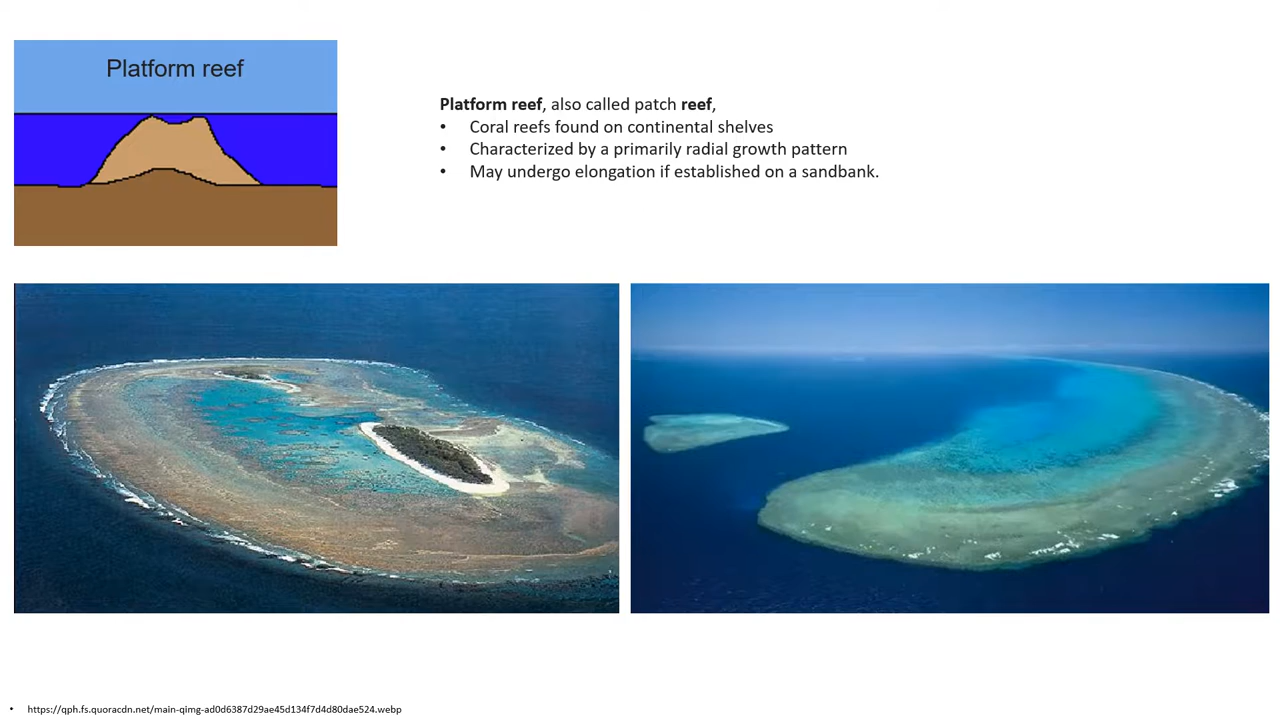 Platform reef
Platform reef, also called patch reef,
• Coral reefs found on continental shelves
• Characterized by a primarily radial growth pattern
• May undergo elongation if established on a sandbank.
• https://qph.fs.quoracdn.net/main-qimg-ad0d6387d29ae45d134f7d4d80dae524.webp